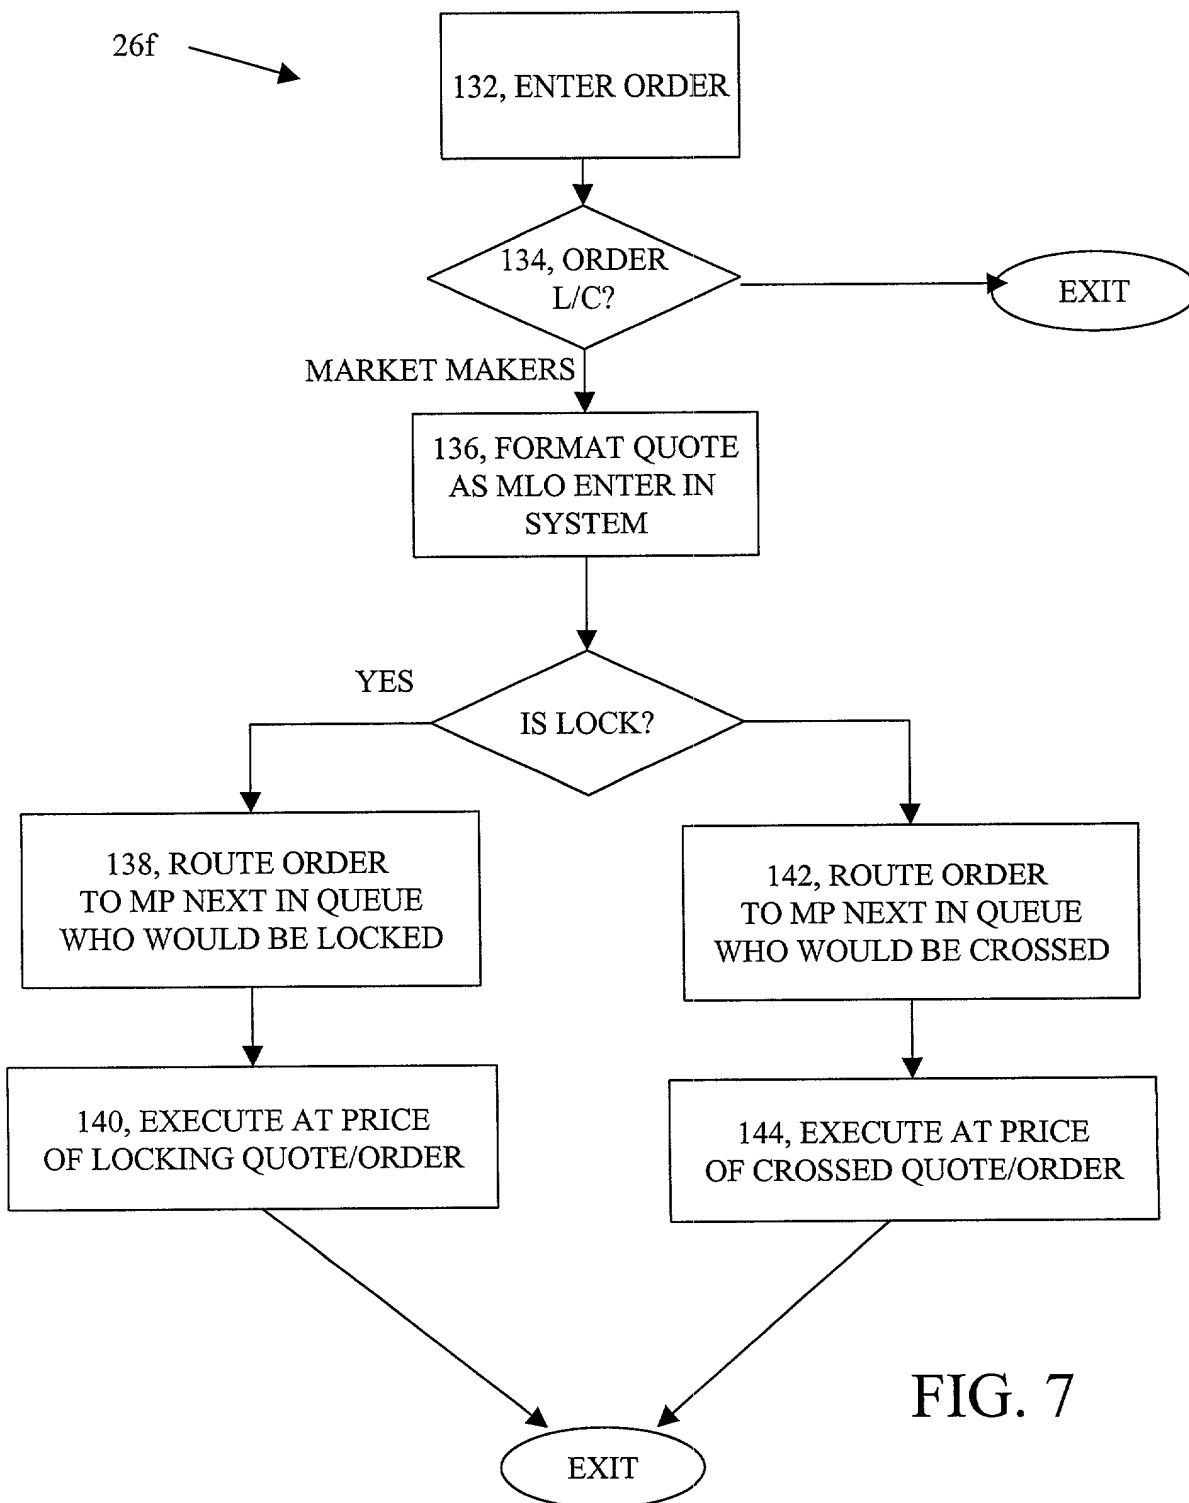 26f
132, ENTER ORDER
134, ORDER
L/C?
EXIT
MARKET MAKERS
136, FORMAT QUOTE
AS MLO ENTER IN
SYSTEM
YES
IS LOCK?
138, ROUTE ORDER
TO MP NEXT IN QUEUE
WHO WOULD BE LOCKED
142, ROUTE ORDER
TO MP NEXT IN QUEUE
WHO WOULD BE CROSSED
140, EXECUTE AT PRICE
OF LOCKING QUOTE/ORDER
144, EXECUTE AT PRICE
OF CROSSED QUOTE/ORDER
FIG. 7
EXIT